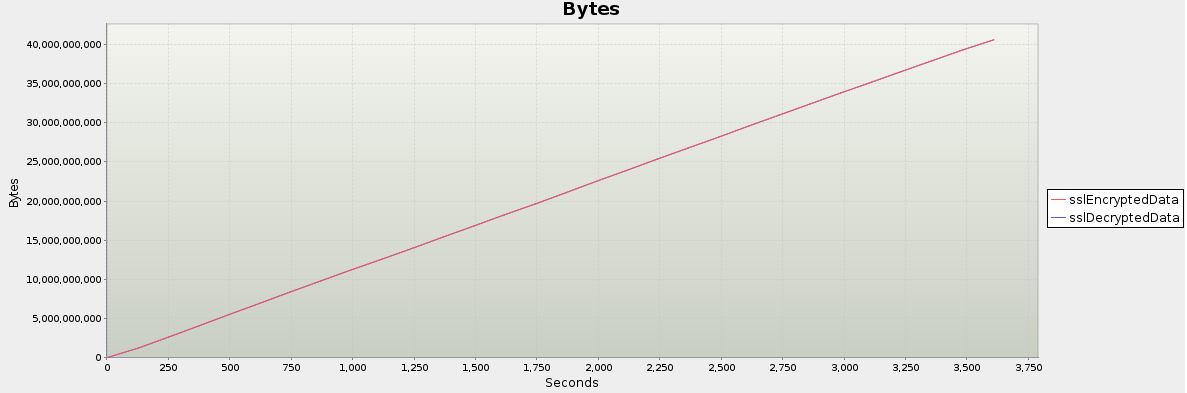 Bytes
40,000,000,000
35,000,000,000
30,000,000,000
25,000,000,000
20,000,000,000
15,000,000,000
10,000,000,000
5,000,000,000
0
Bytes
0 250 500 750 1,000 1,250 1,500 1,750 2,000 2,250 2,500 2,750 3,000 3,250 3,500 3,750
Seconds
sslEncryptedData
sslDecryptedData